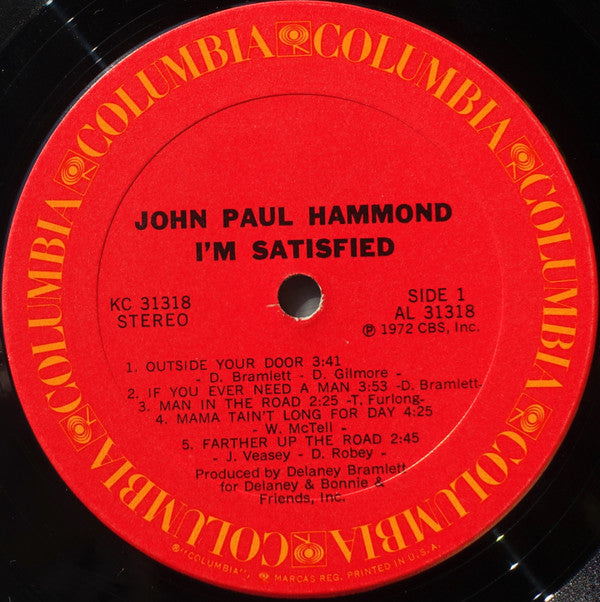 COLUMBIA COLUMBIA COLUMBIA COLUMBIA COLUMBIA COLUMBIA
JOHN PAUL HAMMOND
I'M SATISFIED
KC 31318
STEREO
SIDE 1
AL 31318
℗ 1972 CBS, Inc.
1. OUTSIDE YOUR DOOR 3:41
- D. Bramlett - D. Gilmore -
2. IF YOU EVER NEED A MAN 3:53 -D. Bramlett-
3. MAN IN THE ROAD 2:25 -T. Furlong-
4. MAMA TAIN'T LONG FOR DAY 4:25
- W. McTell -
5. FARTHER UP THE ROAD 2:45
- J. Veasey - D. Robey -
Produced by Delaney Bramlett
for Delaney & Bonnie &
Friends, Inc.
®"COLUMBIA", MARCAS REG. PRINTED IN U.S.A.